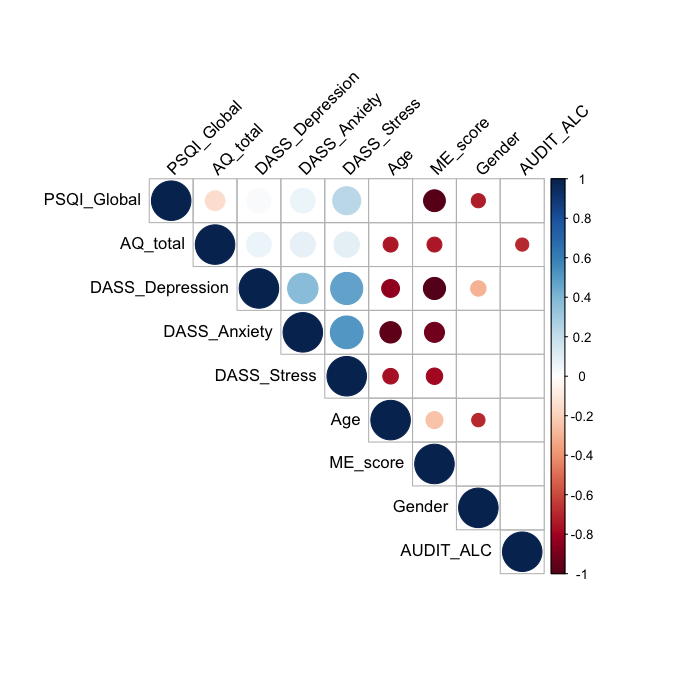 PSQI_Global
AQ_total
DASS_Depression
DASS_Anxiety
DASS_Stress
Age
ME_score
Gender
AUDIT_ALC
PSQI_Global
AQ_total
DASS_Depression
DASS_Anxiety
DASS_Stress
Age
ME_score
Gender
AUDIT_ALC
1
0.8
0.6
0.4
0.2
0
-0.2
-0.4
-0.6
-0.8
-1